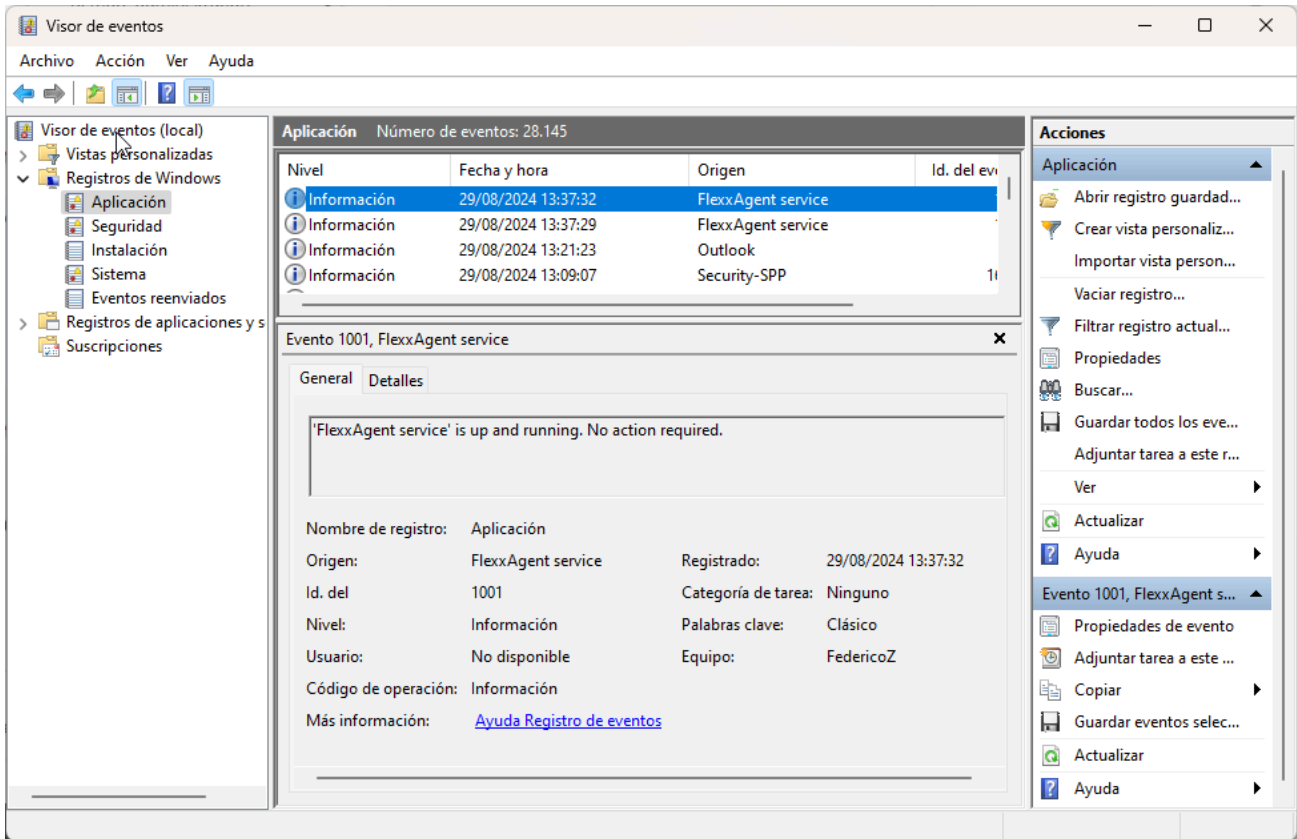 Visor de eventos
Archivo Acción Ver Ayuda
Visor de eventos (local)
Vistas personalizadas
Registros de Windows
Aplicación
Seguridad
Instalación
Sistema
Eventos reenviados
Registros de aplicaciones y s
Suscripciones
Aplicación Número de eventos: 28.145
Nivel Fecha y hora Origen Id. del eve
Información 29/08/2024 13:37:32 FlexxAgent service
Información 29/08/2024 13:37:29 FlexxAgent service
Información 29/08/2024 13:21:23 Outlook
Información 29/08/2024 13:09:07 Security-SPP
Evento 1001, FlexxAgent service
General Detalles
'FlexxAgent service' is up and running. No action required.
Nombre de registro: Aplicación
Origen: FlexxAgent service Registrado: 29/08/2024 13:37:32
Id. del 1001 Categoría de tarea: Ninguno
Nivel: Información Palabras clave: Clásico
Usuario: No disponible Equipo: FedericoZ
Código de operación: Información
Más información: Ayuda Registro de eventos
Acciones
Aplicación
Abrir registro guardad...
Crear vista personaliz...
Importar vista person...
Vaciar registro...
Filtrar registro actual...
Propiedades
Buscar...
Guardar todos los eve...
Adjuntar tarea a este r...
Ver
Actualizar
Ayuda
Evento 1001, FlexxAgent s...
Propiedades de evento
Adjuntar tarea a este ...
Copiar
Guardar eventos selec...
Actualizar
Ayuda